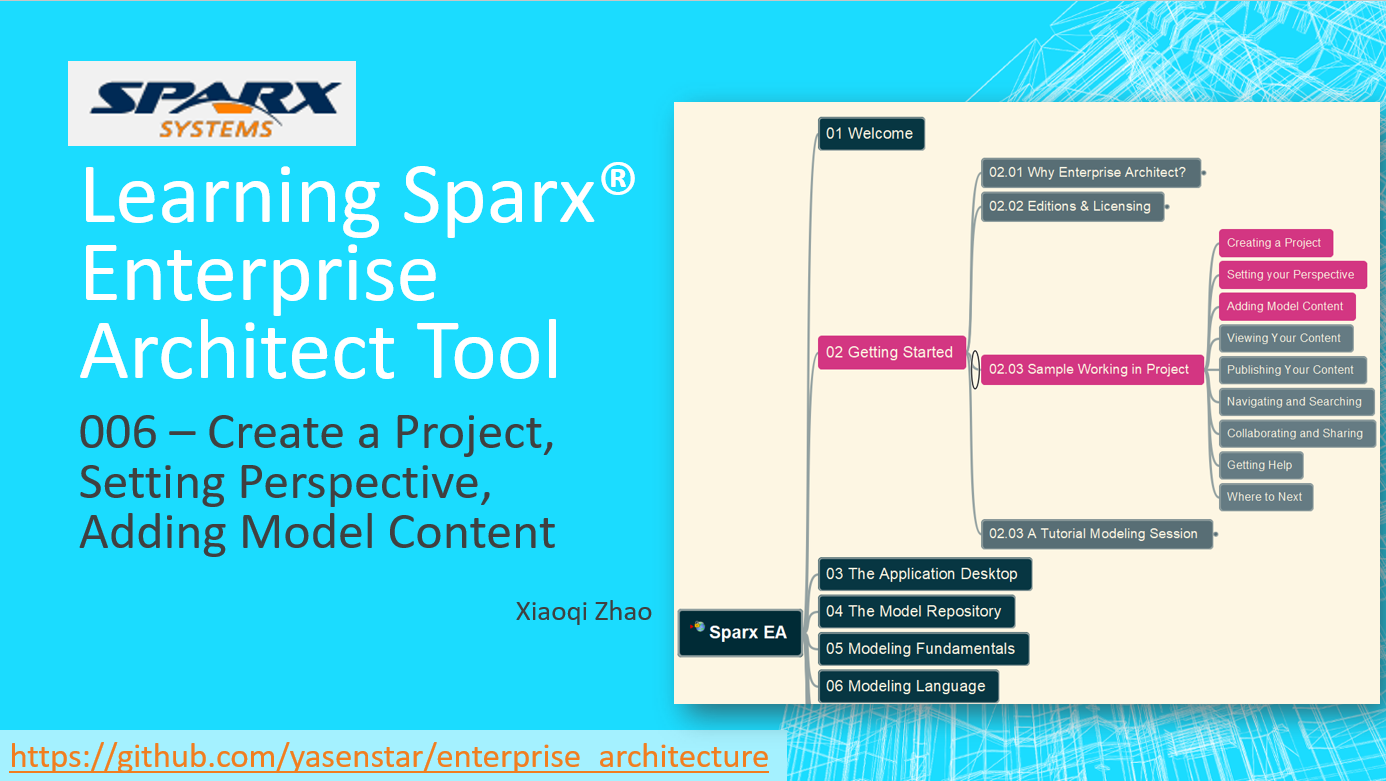 SPARX
SYSTEMS
Learning Sparx®
Enterprise
Architect Tool
006 – Create a Project,
Setting Perspective,
Adding Model Content
Xiaoqi Zhao
https://github.com/yasenstar/enterprise_architecture
Sparx EA
01 Welcome
02 Getting Started
02.01 Why Enterprise Architect?
02.02 Editions & Licensing
02.03 Sample Working in Project
Creating a Project
Setting your Perspective
Adding Model Content
Viewing Your Content
Publishing Your Content
Navigating and Searching
Collaborating and Sharing
Getting Help
Where to Next
02.03 A Tutorial Modeling Session
03 The Application Desktop
04 The Model Repository
05 Modeling Fundamentals
06 Modeling Language